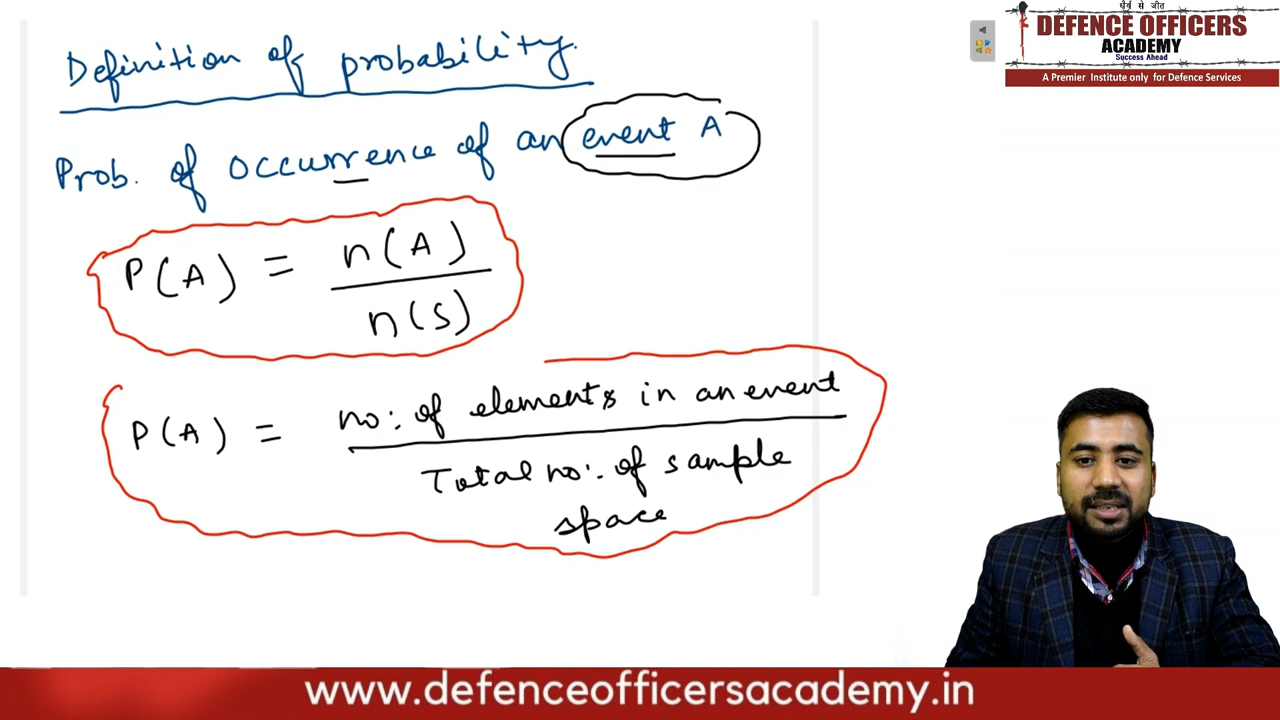 धैर्य से जीत
DEFENCE OFFICERS
ACADEMY
Success Ahead
A Premier Institute only for Defence Services
Definition of probability.
Prob. of occurrence of an event A
P(A) = n(A)
n(S)
P(A) = no: of elements in an event
Total no: of sample
space
www.defenceofficersacademy.in